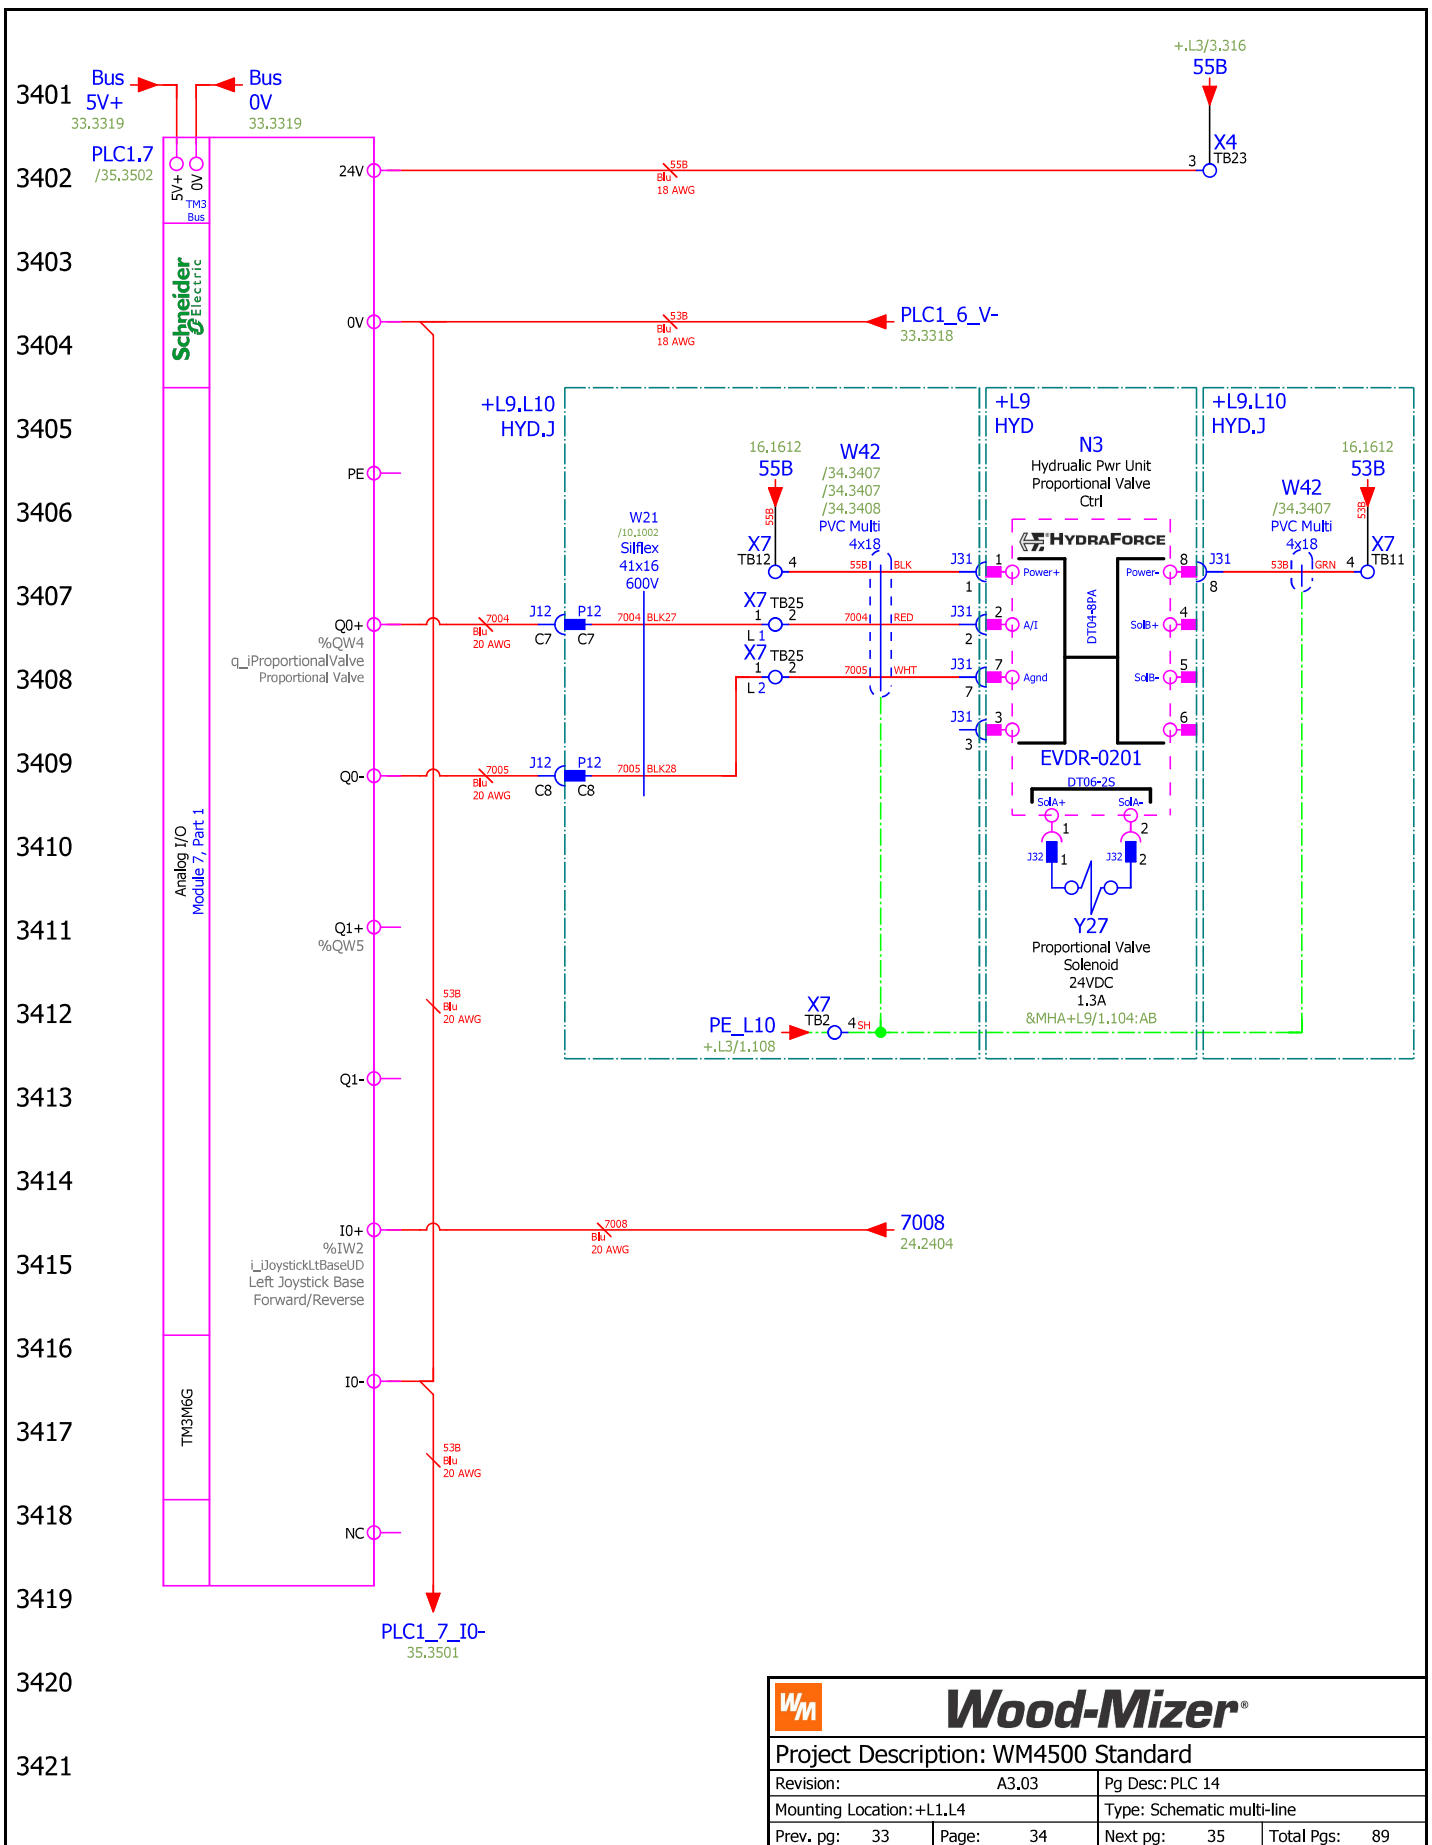 3401
3402
3403
3404
3405
3406
3407
3408
3409
3410
3411
3412
3413
3414
3415
3416
3417
3418
3419
3420
3421
Bus
5V+
33.3319
Bus
0V
33.3319
PLC1.7
/35.3502
5V+
0V
TM3
Bus
Schneider
Electric
Analog I/O
Module 7, Part 1
TM3M6G
24V
55B
Blu
18 AWG
+.L3/3.316
55B
X4
3
TB23
0V
53B
Blu
18 AWG
PLC1_6_V-
33.3318
PE
Q0+
%QW4
q_iProportionalValve
Proportional Valve
7004
Blu
20 AWG
J12
C7
P12
C7
Q0-
7005
Blu
20 AWG
J12
C8
P12
C8
Q1+
%QW5
53B
Blu
20 AWG
Q1-
I0+
%IW2
i_iJoystickLtBaseUD
Left Joystick Base
Forward/Reverse
7008
Blu
20 AWG
7008
24.2404
I0-
53B
Blu
20 AWG
NC
PLC1_7_I0-
35.3501
+L9.L10
HYD.J
W21
/10.1002
Silflex
41x16
600V
7004 BLK27
7005 BLK28
16.1612
55B
55B
X7
TB12 4
X7 TB25
1 2
L 1
X7 TB25
1 2
L 2
W42
/34.3407
/34.3407
/34.3408
PVC Multi
4x18
55B BLK
7004 RED
7005 WHT
J31
1
J31
2
J31
7
J31
3
+L9
HYD
N3
Hydrualic Pwr Unit
Proportional Valve
Ctrl
HYDRAFORCE
DT04-8PA
1
Power+
2
A/I
7
Agnd
3
8
Power-
4
SolB+
5
SolB-
6
EVDR-0201
DT06-2S
SolA+
SolA-
1
2
J32 1
J32 2
Y27
Proportional Valve
Solenoid
24VDC
1.3A
&MHA+L9/1.104:AB
+L9.L10
HYD.J
J31
8
W42
/34.3407
PVC Multi
4x18
53B GRN
16.1612
53B
53B
X7
4 TB11
PE_L10
+.L3/1.108
X7
TB2 4 SH
WM
Wood-Mizer®
Project Description: WM4500 Standard
Revision: A3.03
Pg Desc: PLC 14
Mounting Location: +L1.L4
Type: Schematic multi-line
Prev. pg: 33
Page: 34
Next pg: 35
Total Pgs: 89